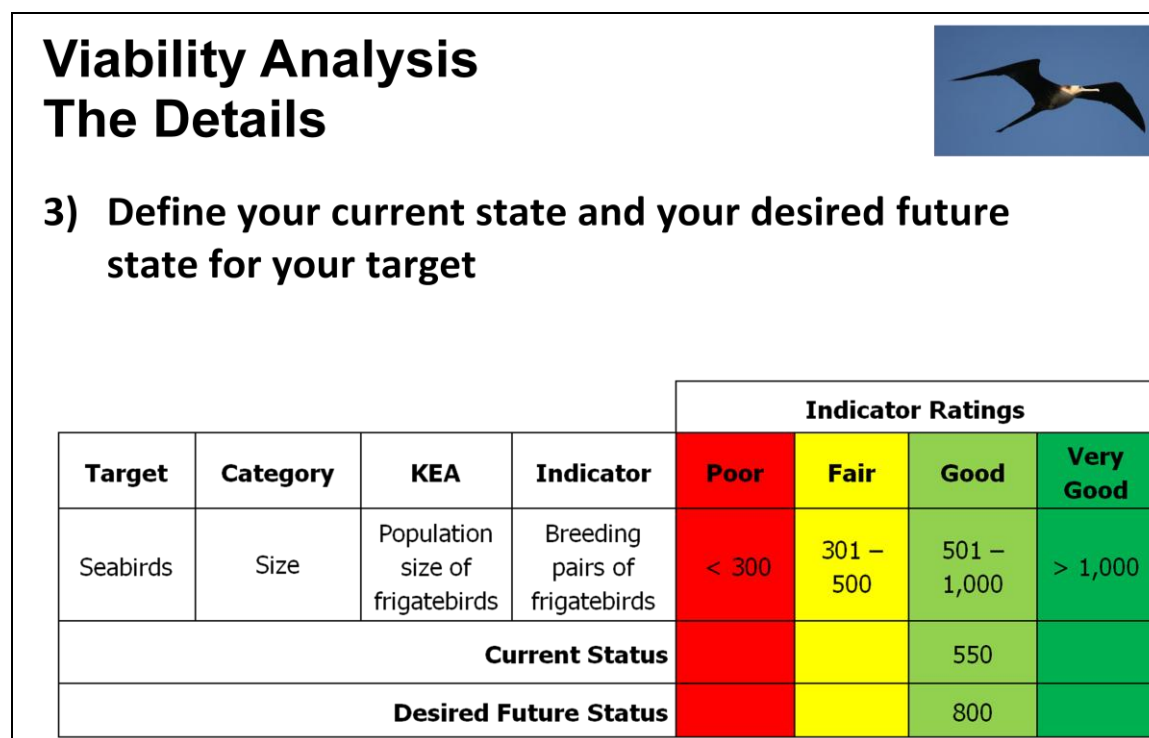 Viability Analysis
The Details
3) Define your current state and your desired future
state for your target
Indicator Ratings
Target Category KEA Indicator Poor Fair Good Very
Good
Seabirds Size Population
size of
frigatebirds Breeding
pairs of
frigatebirds < 300 301 –
500 501 –
1,000 > 1,000
Current Status 550
Desired Future Status 800